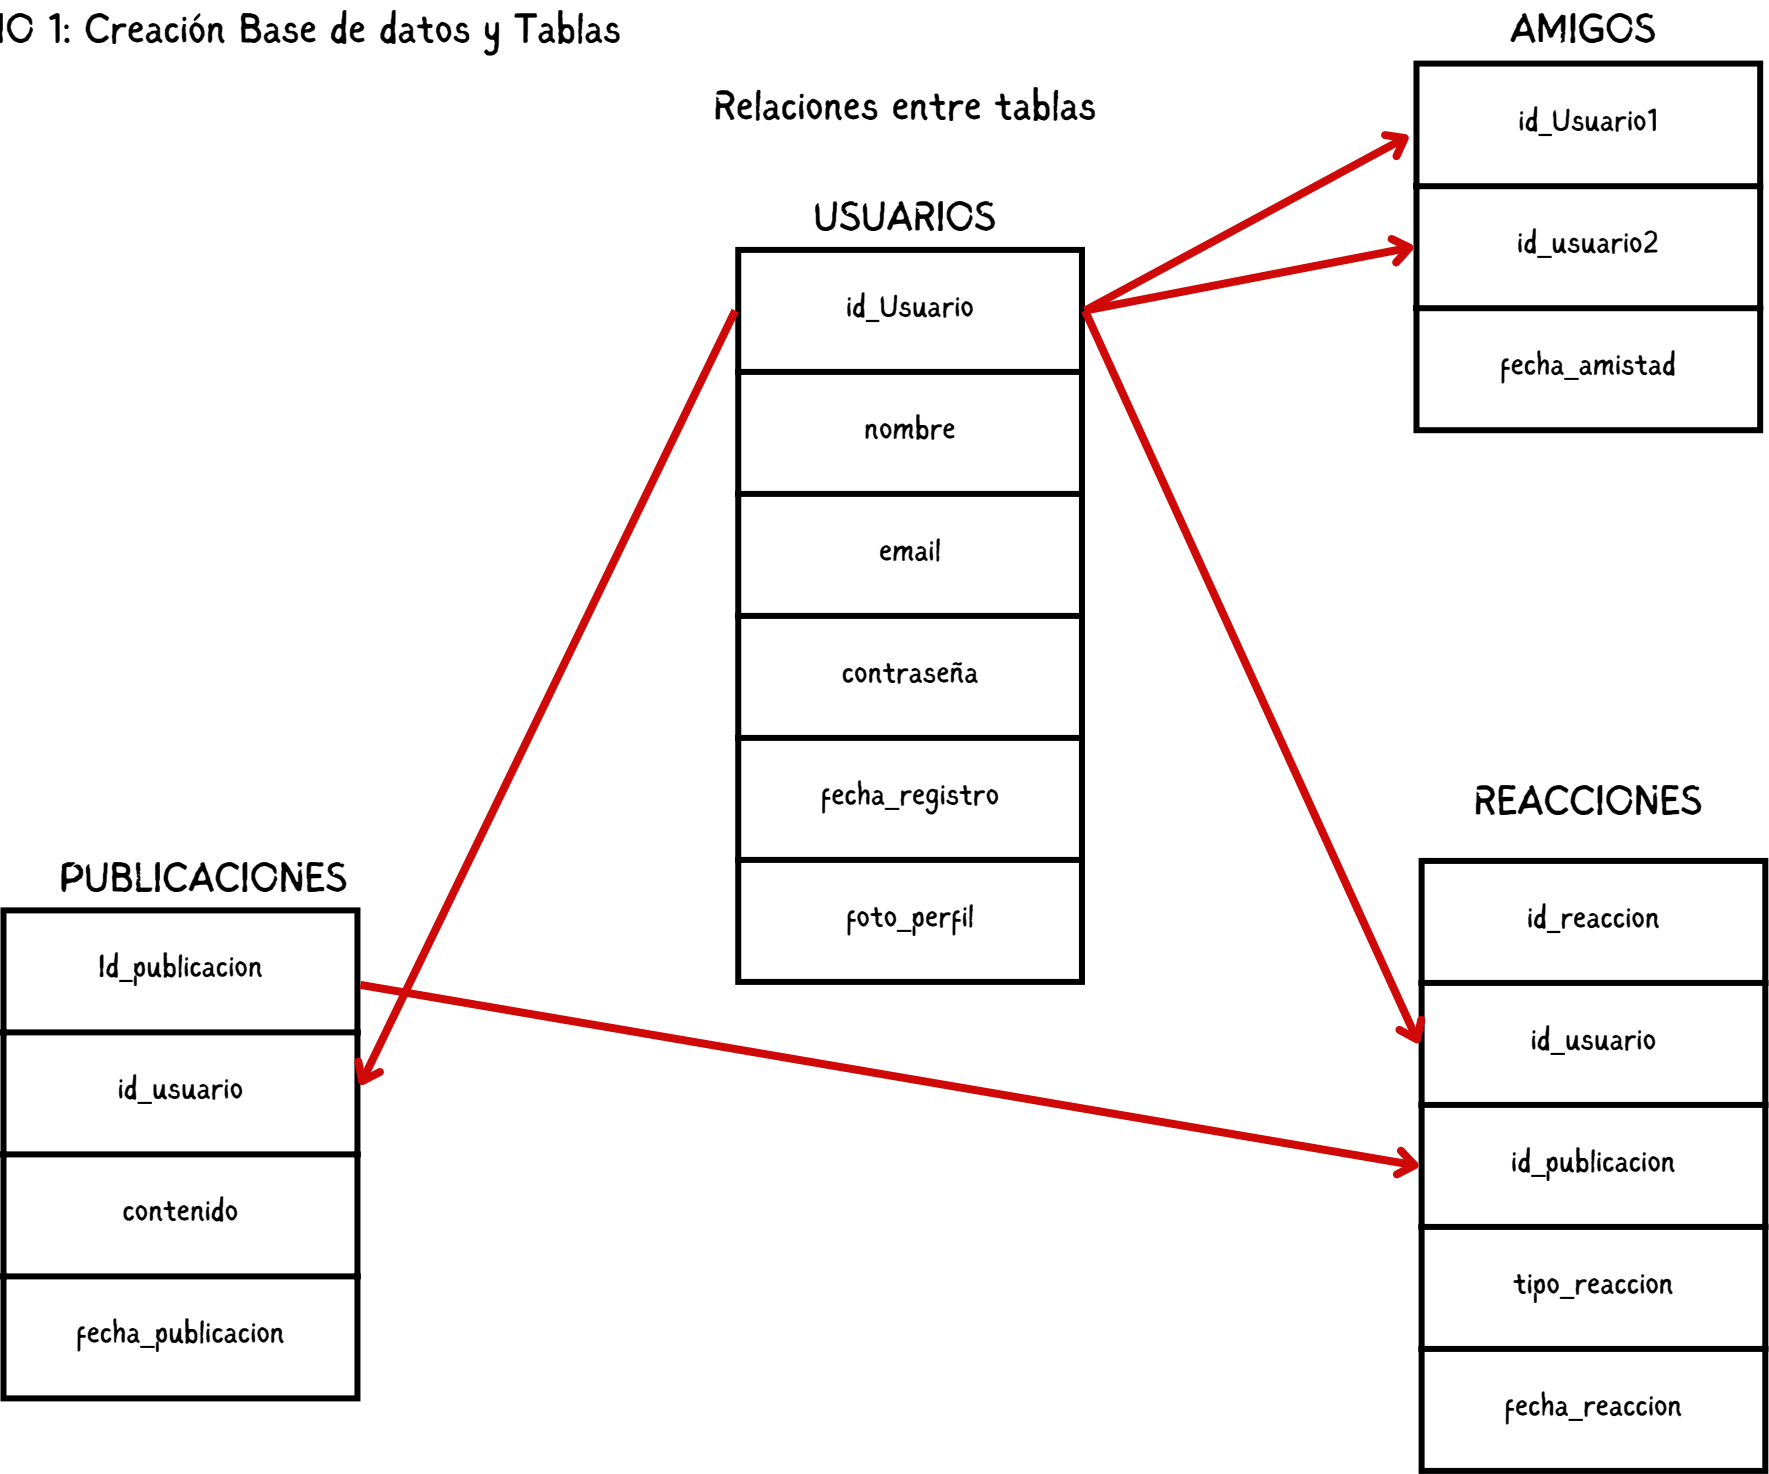 IO 1: Creación Base de datos y Tablas
Relaciones entre tablas
AMIGOS
id_Usuario1
id_usuario2
fecha_amistad
USUARIOS
id_Usuario
nombre
email
contraseña
fecha_registro
foto_perfil
PUBLICACIONES
Id_publicacion
id_usuario
contenido
fecha_publicacion
REACCIONES
id_reaccion
id_usuario
id_publicacion
tipo_reaccion
fecha_reaccion